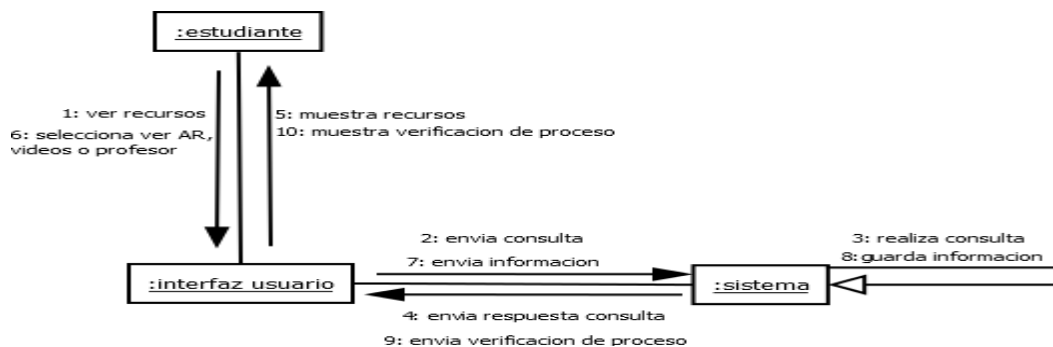 :estudiante
1: ver recursos
6: selecciona ver AR,
videos o profesor
5: muestra recursos
10: muestra verificacion de proceso
2: envia consulta
7: envia informacion
3: realiza consulta
8: guarda informacion
:interfaz usuario
:sistema
4: envia respuesta consulta
9: envia verificacion de proceso